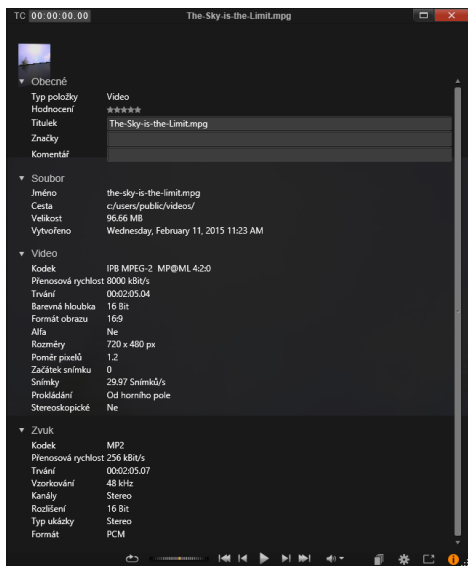 TC 00:00:00.00 The-Sky-is-the-Limit.mpg
Obecné
Typ položky Video
Hodnocení
Titulek The-Sky-is-the-Limit.mpg
Značky
Komentář
Soubor
Jméno the-sky-is-the-limit.mpg
Cesta c:/users/public/videos/
Velikost 96.66 MB
Vytvořeno Wednesday, February 11, 2015 11:23 AM
Video
Kodek IPB MPEG-2 MP@ML 4:2:0
Přenosová rychlost 8000 kBit/s
Trvání 00:02:05.04
Barevná hloubka 16 Bit
Formát obrazu 16:9
Alfa Ne
Rozměry 720 x 480 px
Poměr pixelů 1.2
Začátek snímku 0
Snímky 29.97 Snímků/s
Prokládání Od horního pole
Stereoskopické Ne
Zvuk
Kodek MP2
Přenosová rychlost 256 kBit/s
Trvání 00:02:05.07
Vzorkování 48 kHz
Kanály Stereo
Rozlišení 16 Bit
Typ ukázky Stereo
Formát PCM